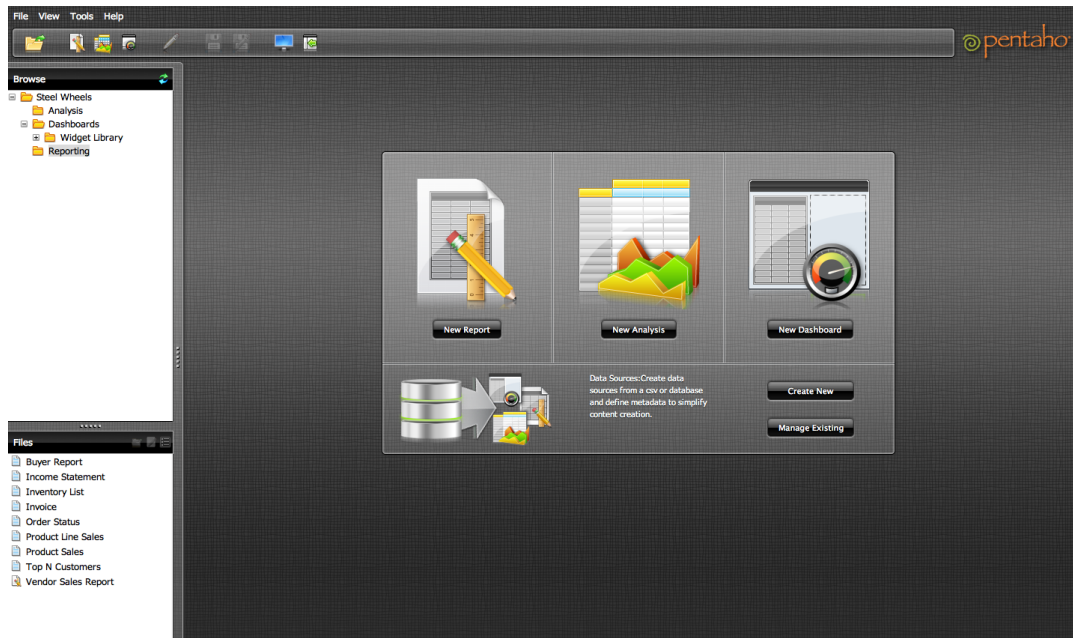 File View Tools Help
pentaho
Browse
Steel Wheels
Analysis
Dashboards
Widget Library
Reporting
New Report
New Analysis
New Dashboard
Data Sources:Create data
sources from a csv or database
and define metadata to simplify
content creation.
Create New
Manage Existing
Files
Buyer Report
Income Statement
Inventory List
Invoice
Order Status
Product Line Sales
Product Sales
Top N Customers
Vendor Sales Report